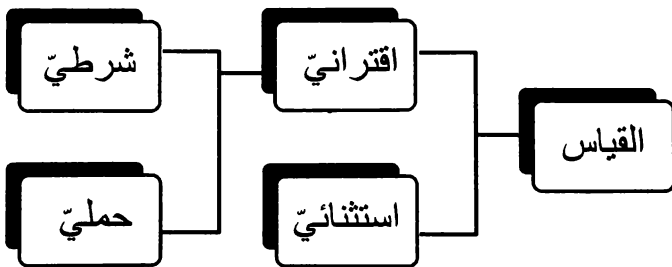 القياس
اقترانيّ
استثنائيّ
شرطيّ
حمليّ